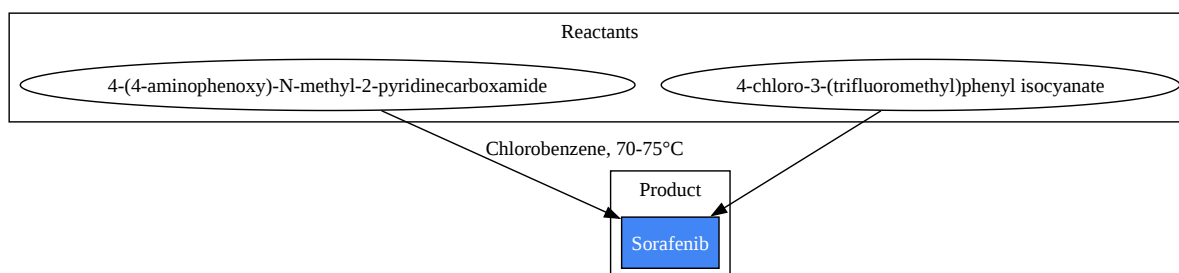 Reactants
4-(4-aminophenoxy)-N-methyl-2-pyridinecarboxamide
4-chloro-3-(trifluoromethyl)phenyl isocyanate
Chlorobenzene, 70-75°C
Product
Sorafenib